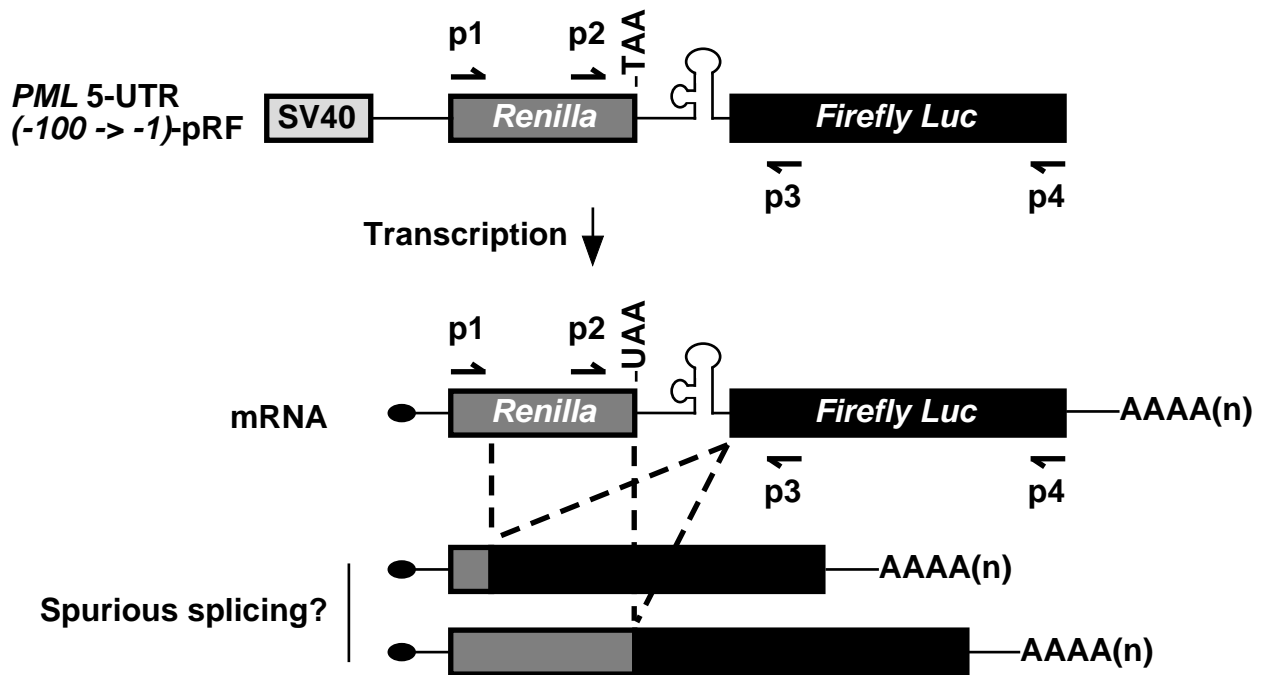 p1 p2 -TAA
PML 5-UTR
(-100 -> -1)-pRF
SV40 Renilla Firefly Luc
p3 p4
Transcription
p1 p2 -UAA
mRNA Renilla Firefly Luc AAAA(n)
p3 p4
AAAA(n)
Spurious splicing?
AAAA(n)